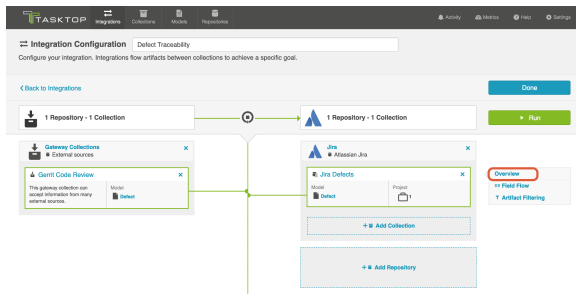 TASKTOP
Integrations
Collections
Models
Repositories
Activity
Metrics
Help
Settings
Integration Configuration
Defect Traceability
Configure your integration. Integrations flow artifacts between collections to achieve a specific goal.
Back to Integrations
Done
1 Repository - 1 Collection
1 Repository - 1 Collection
Run
Gateway Collections
External sources
Gerrit Code Review
This gateway collection can
accept information from many
external sources.
Model
Defect
Jira
Atlassian Jira
Jira Defects
Model
Defect
Project
1
+ Add Collection
+ Add Repository
Overview
Field Flow
Artifact Filtering